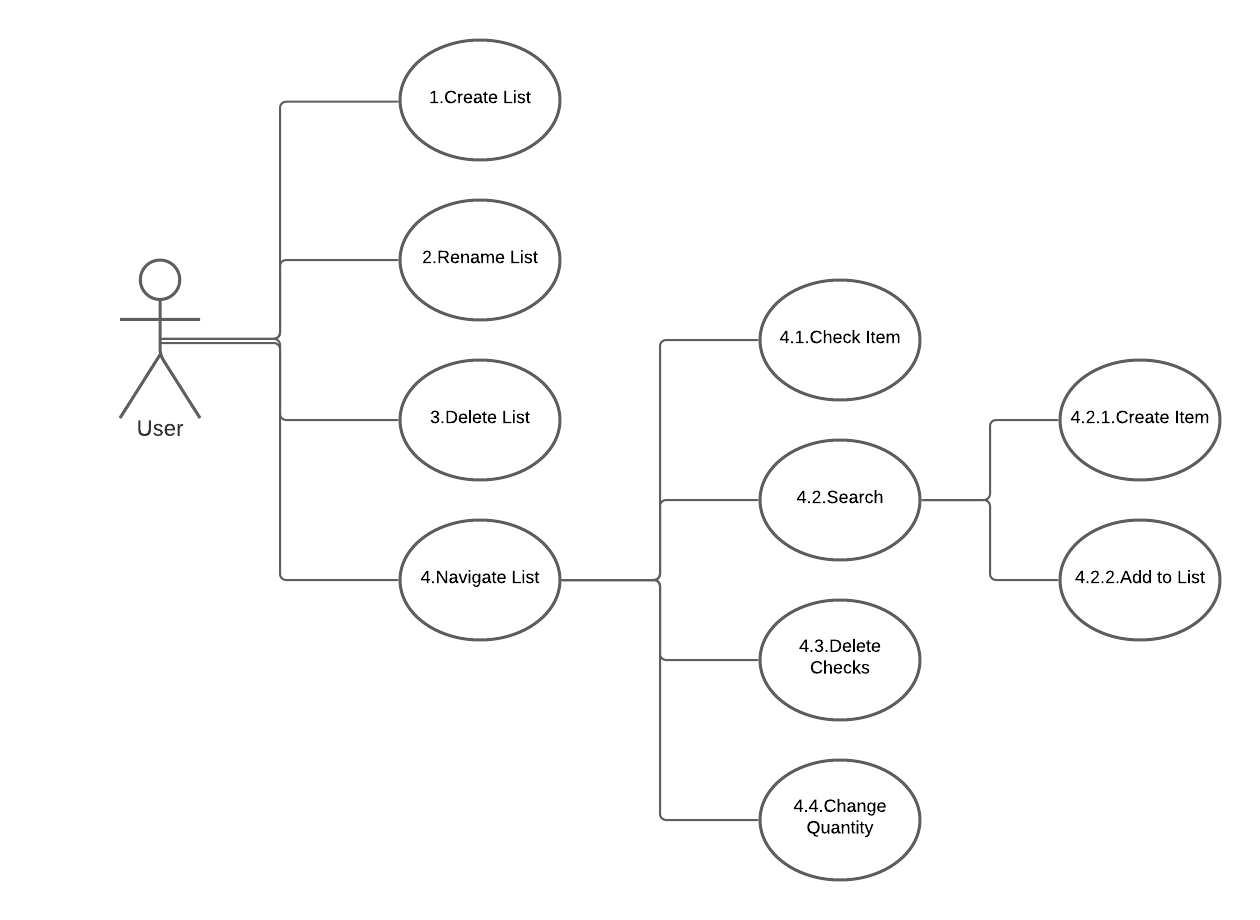 1.Create List
2.Rename List
User
3.Delete List
4.Navigate List
4.1.Check Item
4.2.Search
4.3.Delete
Checks
4.4.Change
Quantity
4.2.1.Create Item
4.2.2.Add to List